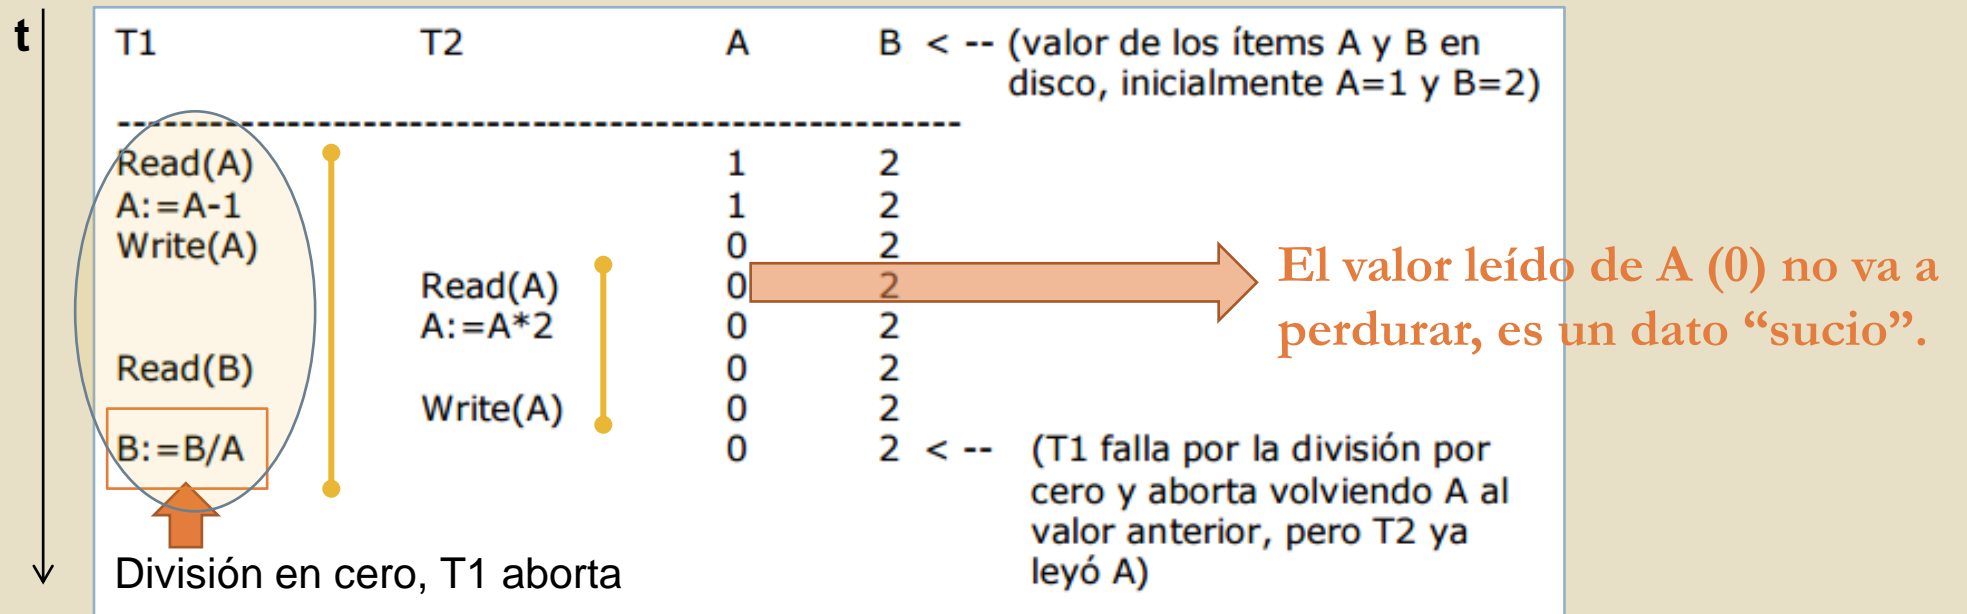 t
T1 T2 A B < -- (valor de los ítems A y B en
disco, inicialmente A=1 y B=2)
------------------------------------------------------
Read(A) 1 2
A:=A-1 1 2
Write(A) 0 2
Read(A) 0 2
A:=A*2 0 2
Read(B) 0 2
Write(A) 0 2
B:=B/A 0 2 < -- (T1 falla por la división por
cero y aborta volviendo A al
valor anterior, pero T2 ya
leyó A)
El valor leído de A (0) no va a
perdurar, es un dato “sucio”.
División en cero, T1 aborta